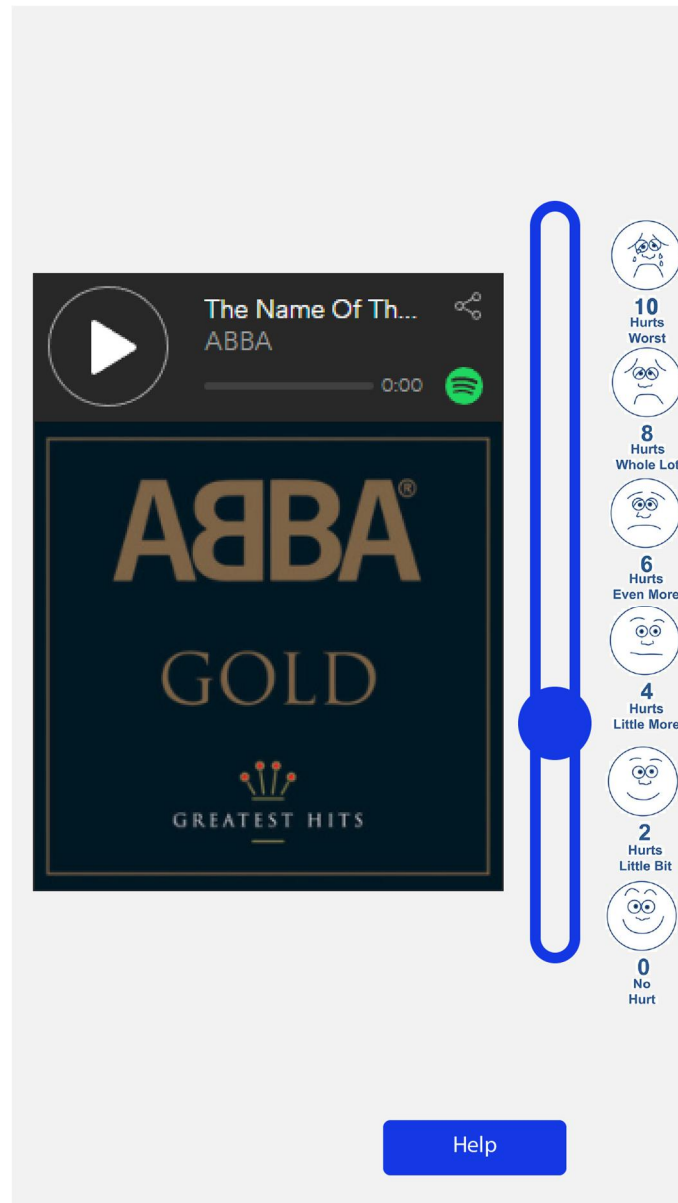 The Name Of Th...
ABBA
0:00
ABBA®
GOLD
GREATEST HITS
10
Hurts
Worst
8
Hurts
Whole Lot
6
Hurts
Even More
4
Hurts
Little More
2
Hurts
Little Bit
0
No
Hurt
Help